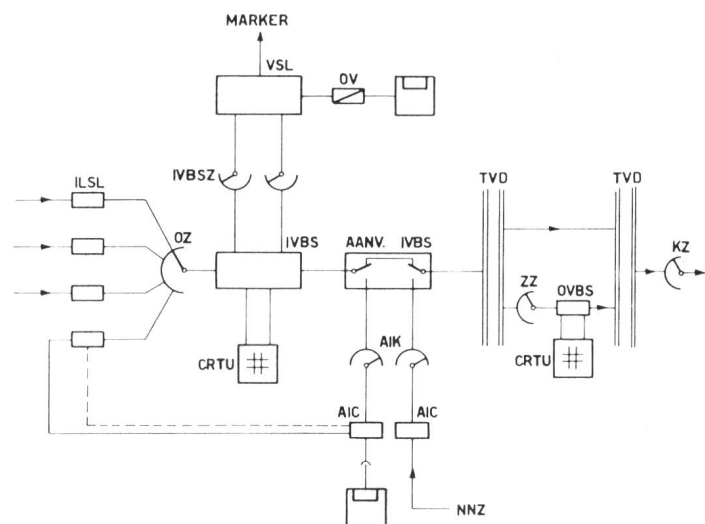 MARKER
VSL
OV
IVBSZ
ILSL
OZ
IVBS
AANV. IVBS
TVD
TVD
KZ
ZZ
OVBS
CRTU
AIK
CRTU
AIC
AIC
NNZ